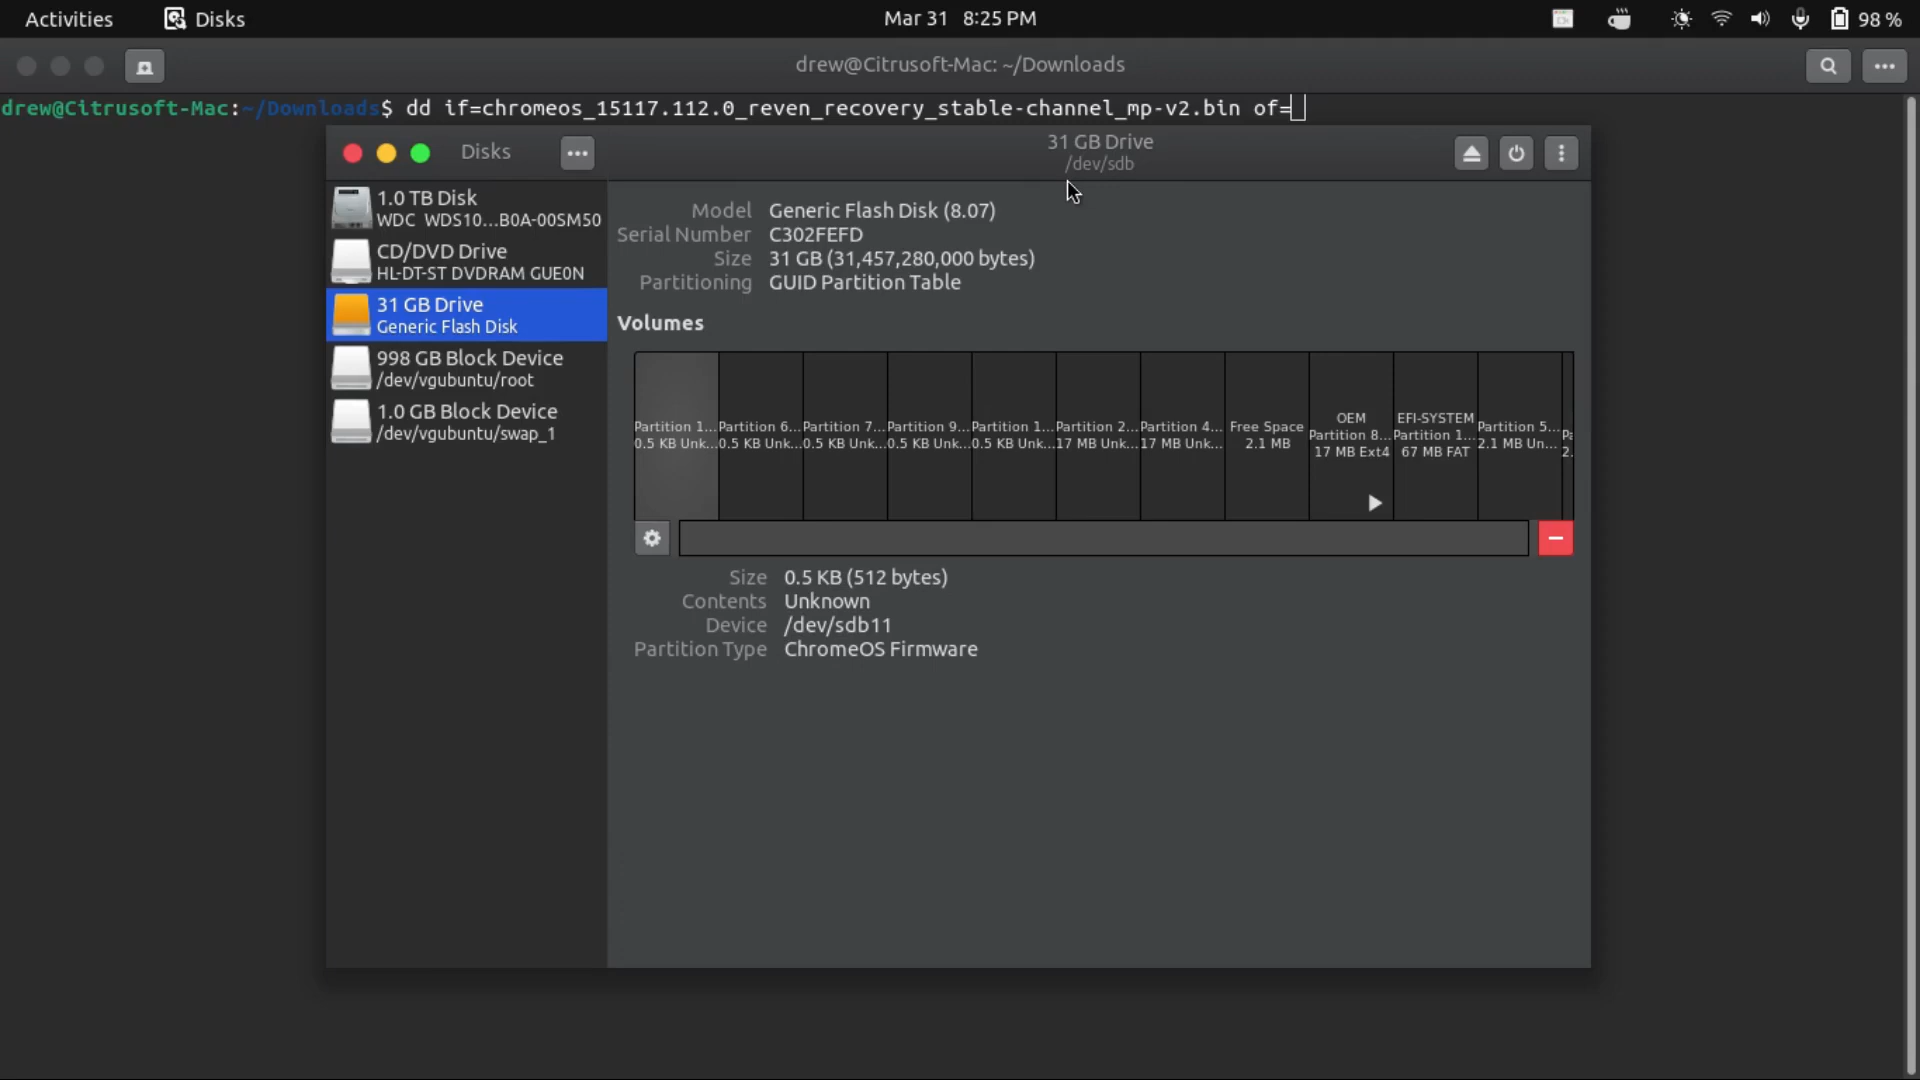 Activities
Disks
Mar 31 8:25 PM
98 %
drew@Citrusoft-Mac: ~/Downloads
drew@Citrusoft-Mac:~/Downloads$ dd if=chromeos_15117.112.0_reven_recovery_stable-channel_mp-v2.bin of=
Disks
31 GB Drive
/dev/sdb
1.0 TB Disk
WDC WDS10...B0A-00SM50
CD/DVD Drive
HL-DT-ST DVDRAM GUE0N
31 GB Drive
Generic Flash Disk
998 GB Block Device
/dev/vgubuntu/root
1.0 GB Block Device
/dev/vgubuntu/swap_1
Model Generic Flash Disk (8.07)
Serial Number C302FEFD
Size 31 GB (31,457,280,000 bytes)
Partitioning GUID Partition Table
Volumes
Partition 1...
0.5 KB Unk...
Partition 6...
0.5 KB Unk...
Partition 7...
0.5 KB Unk...
Partition 9...
0.5 KB Unk...
Partition 1...
0.5 KB Unk...
Partition 2...
17 MB Unk...
Partition 4...
17 MB Unk...
Free Space
2.1 MB
OEM
Partition 8...
17 MB Ext4
EFI-SYSTEM
Partition 1...
67 MB FAT
Partition 5...
2.1 MB Un...
Size 0.5 KB (512 bytes)
Contents Unknown
Device /dev/sdb11
Partition Type ChromeOS Firmware